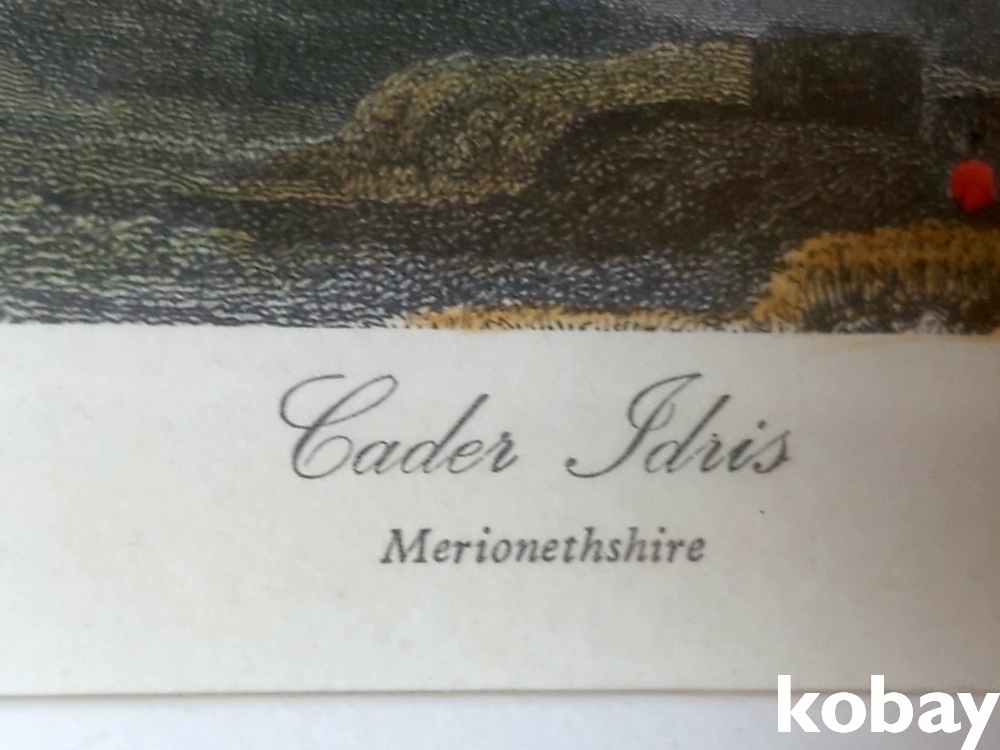 Cader Idris
Merionethshire
kobay